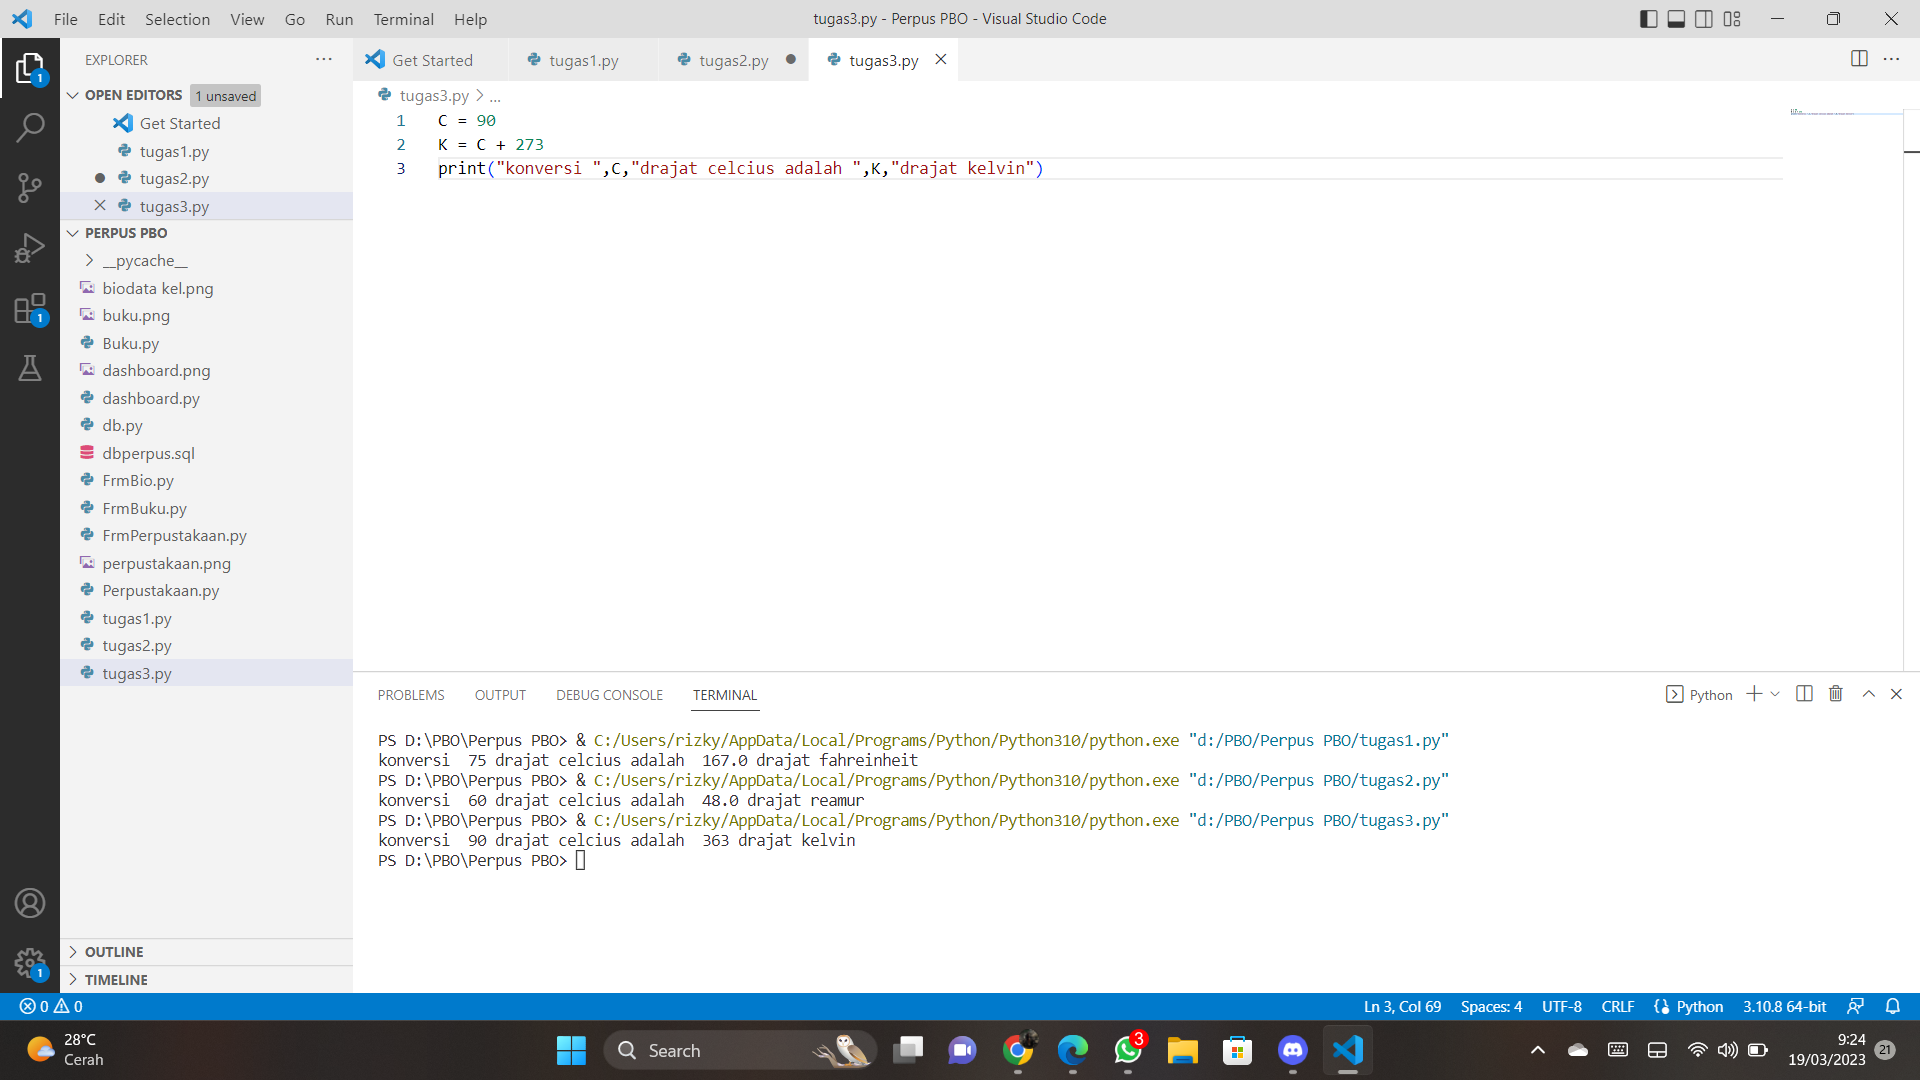 File Edit Selection View Go Run Terminal Help
tugas3.py - Perpus PBO - Visual Studio Code
EXPLORER
OPEN EDITORS 1 unsaved
Get Started
tugas1.py
tugas2.py
tugas3.py
PERPUS PBO
__pycache__
biodata kel.png
buku.png
Buku.py
dashboard.png
dashboard.py
db.py
dbperpus.sql
FrmBio.py
FrmBuku.py
FrmPerpustakaan.py
perpustakaan.png
Perpustakaan.py
tugas1.py
tugas2.py
tugas3.py
OUTLINE
TIMELINE
1
1
1
Get Started tugas1.py tugas2.py tugas3.py
tugas3.py > ...
1 C = 90
2 K = C + 273
3 print("konversi ",C,"drajat celcius adalah ",K,"drajat kelvin")
PROBLEMS OUTPUT DEBUG CONSOLE TERMINAL
Python
PS D:\PBO\Perpus PBO> & C:/Users/rizky/AppData/Local/Programs/Python/Python310/python.exe "d:/PBO/Perpus PBO/tugas1.py"
konversi  75 drajat celcius adalah  167.0 drajat fahreinheit
PS D:\PBO\Perpus PBO> & C:/Users/rizky/AppData/Local/Programs/Python/Python310/python.exe "d:/PBO/Perpus PBO/tugas2.py"
konversi  60 drajat celcius adalah  48.0 drajat reamur
PS D:\PBO\Perpus PBO> & C:/Users/rizky/AppData/Local/Programs/Python/Python310/python.exe "d:/PBO/Perpus PBO/tugas3.py"
konversi  90 drajat celcius adalah  363 drajat kelvin
PS D:\PBO\Perpus PBO>
0 0
Ln 3, Col 69 Spaces: 4 UTF-8 CRLF Python 3.10.8 64-bit
28°C
Cerah
Search
3
9:24
19/03/2023
21